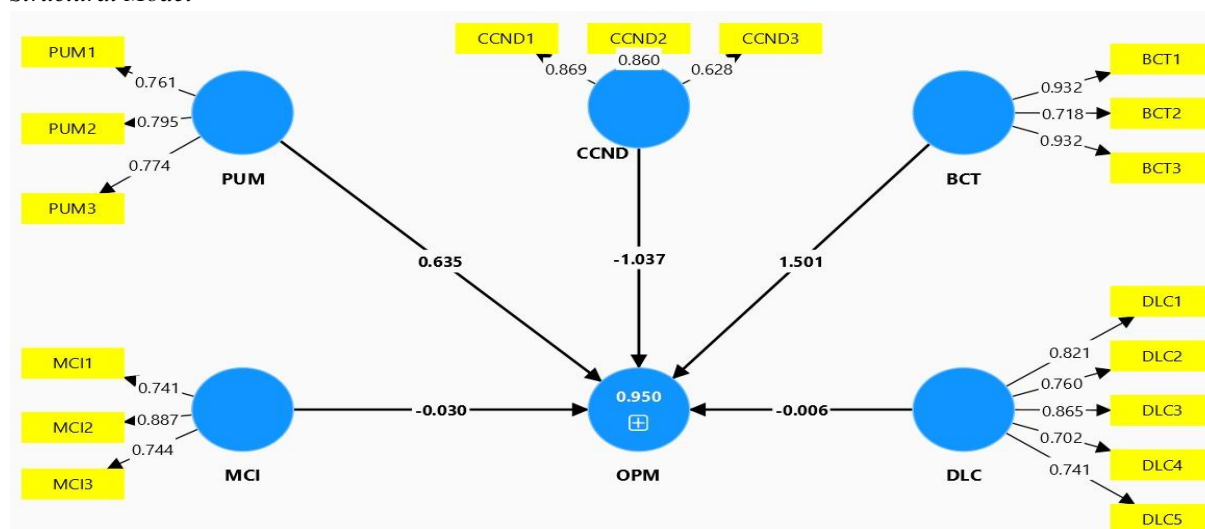 Structural Model
PUM1
PUM2
PUM3
0.761
0.795
0.774
PUM
CCND1
CCND2
CCND3
0.869
0.860
0.628
CCND
BCT1
BCT2
BCT3
0.932
0.718
0.932
BCT
0.635
-1.037
1.501
MCI1
MCI2
MCI3
0.741
0.887
0.744
MCI
-0.030
0.950
OPM
-0.006
DLC1
DLC2
DLC3
DLC4
DLC5
0.821
0.760
0.865
0.702
0.741
DLC